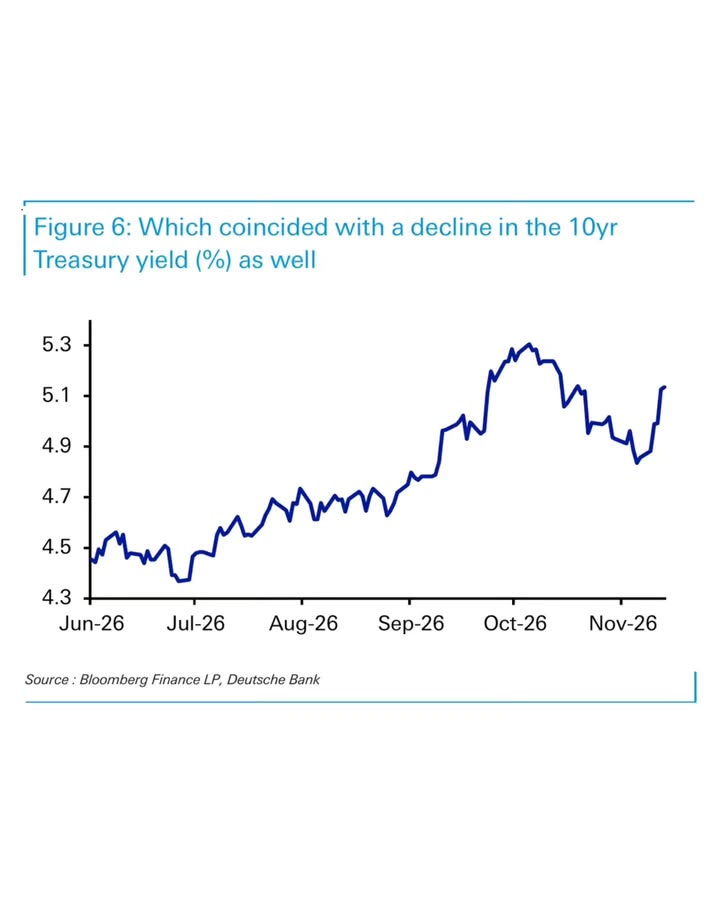 Figure 6: Which coincided with a decline in the 10yr
Treasury yield (%) as well
5.3
5.1
4.9
4.7
4.5
4.3
Jun-26 Jul-26 Aug-26 Sep-26 Oct-26 Nov-26
Source : Bloomberg Finance LP, Deutsche Bank